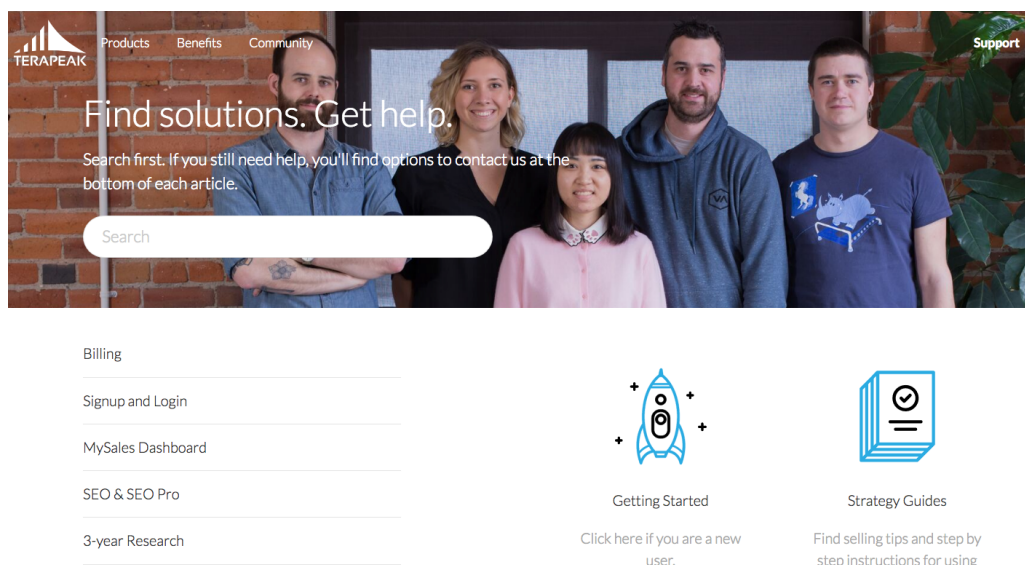 TERAPEAK
Products
Benefits
Community
Support
Find solutions. Get help.
Search first. If you still need help, you'll find options to contact us at the
bottom of each article.
Search
VA
Billing
Signup and Login
MySales Dashboard
SEO & SEO Pro
3-year Research
Getting Started
Click here if you are a new
user.
Strategy Guides
Find selling tips and step by
step instructions for using